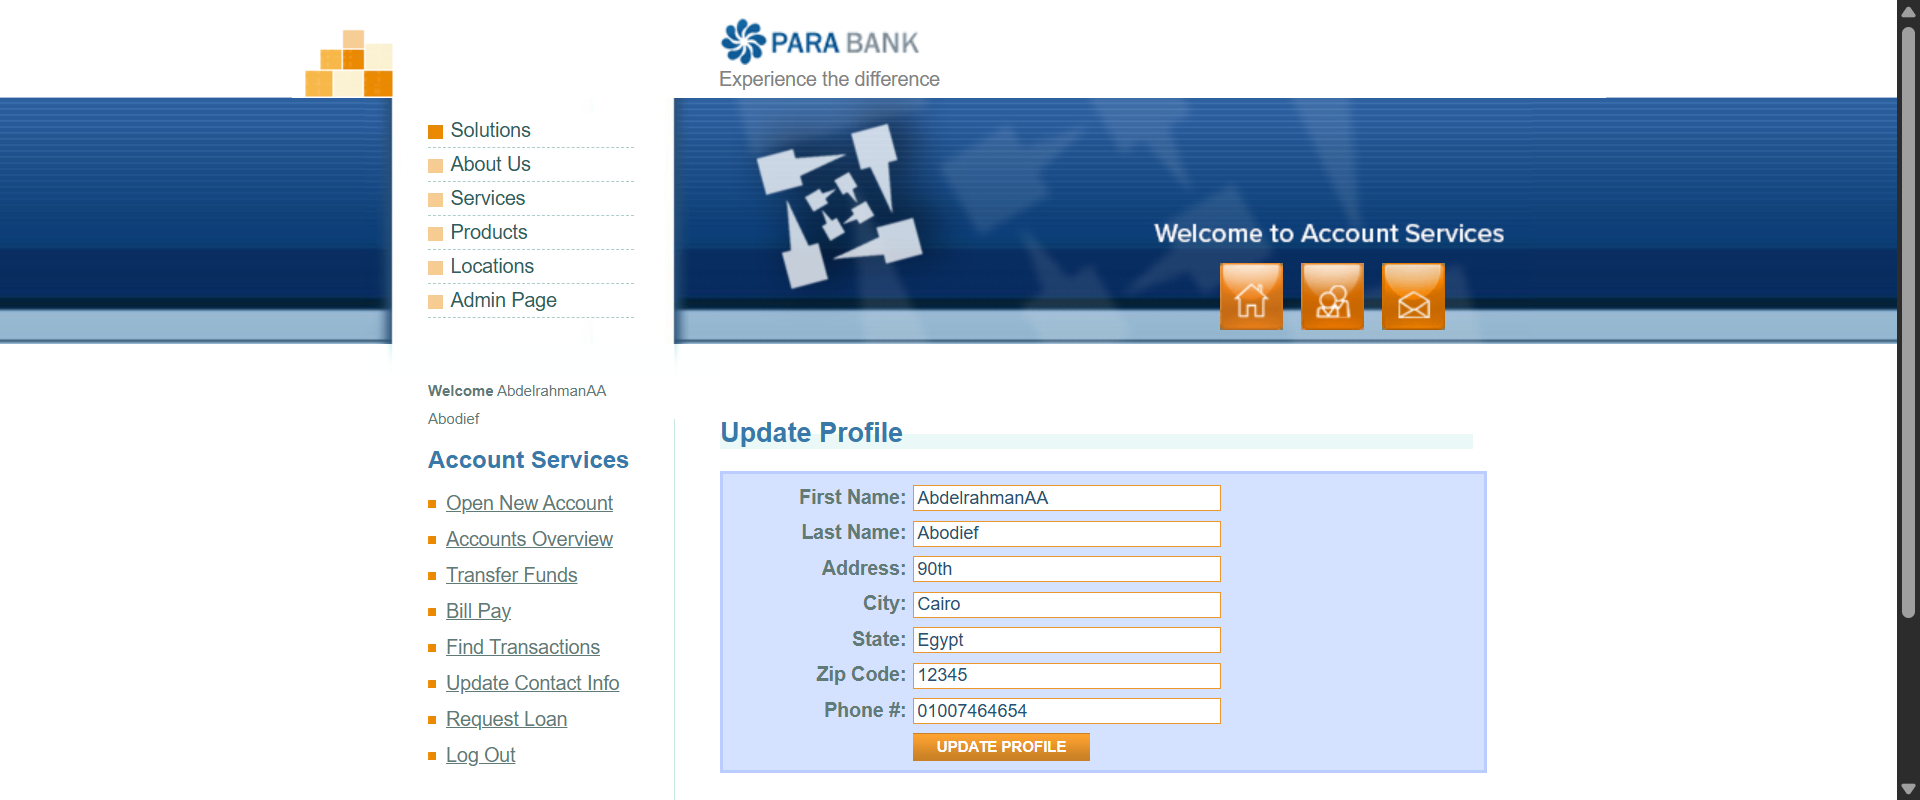 PARA BANK
Experience the difference
Solutions
About Us
Services
Products
Locations
Admin Page
Welcome to Account Services
Welcome AbdelrahmanAA
Abodief
Account Services
Open New Account
Accounts Overview
Transfer Funds
Bill Pay
Find Transactions
Update Contact Info
Request Loan
Log Out
Update Profile
First Name: AbdelrahmanAA
Last Name: Abodief
Address: 90th
City: Cairo
State: Egypt
Zip Code: 12345
Phone #: 01007464654
UPDATE PROFILE